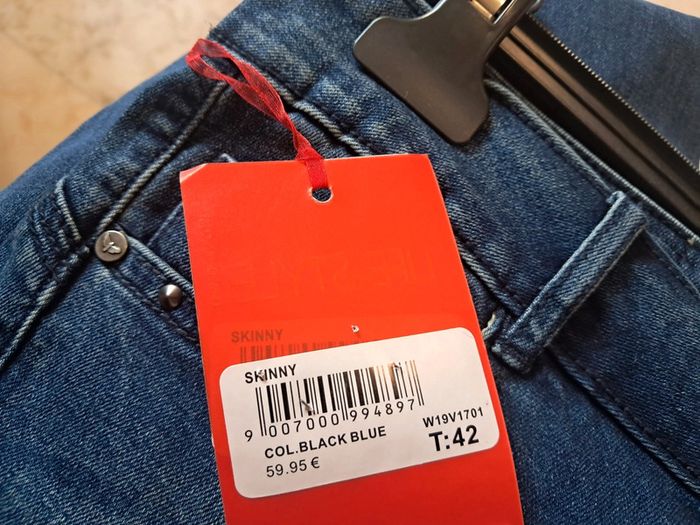 SKINNY
SKINNY
9 007000 994897
COL.BLACK BLUE
W19V1701
59.95 €
T:42